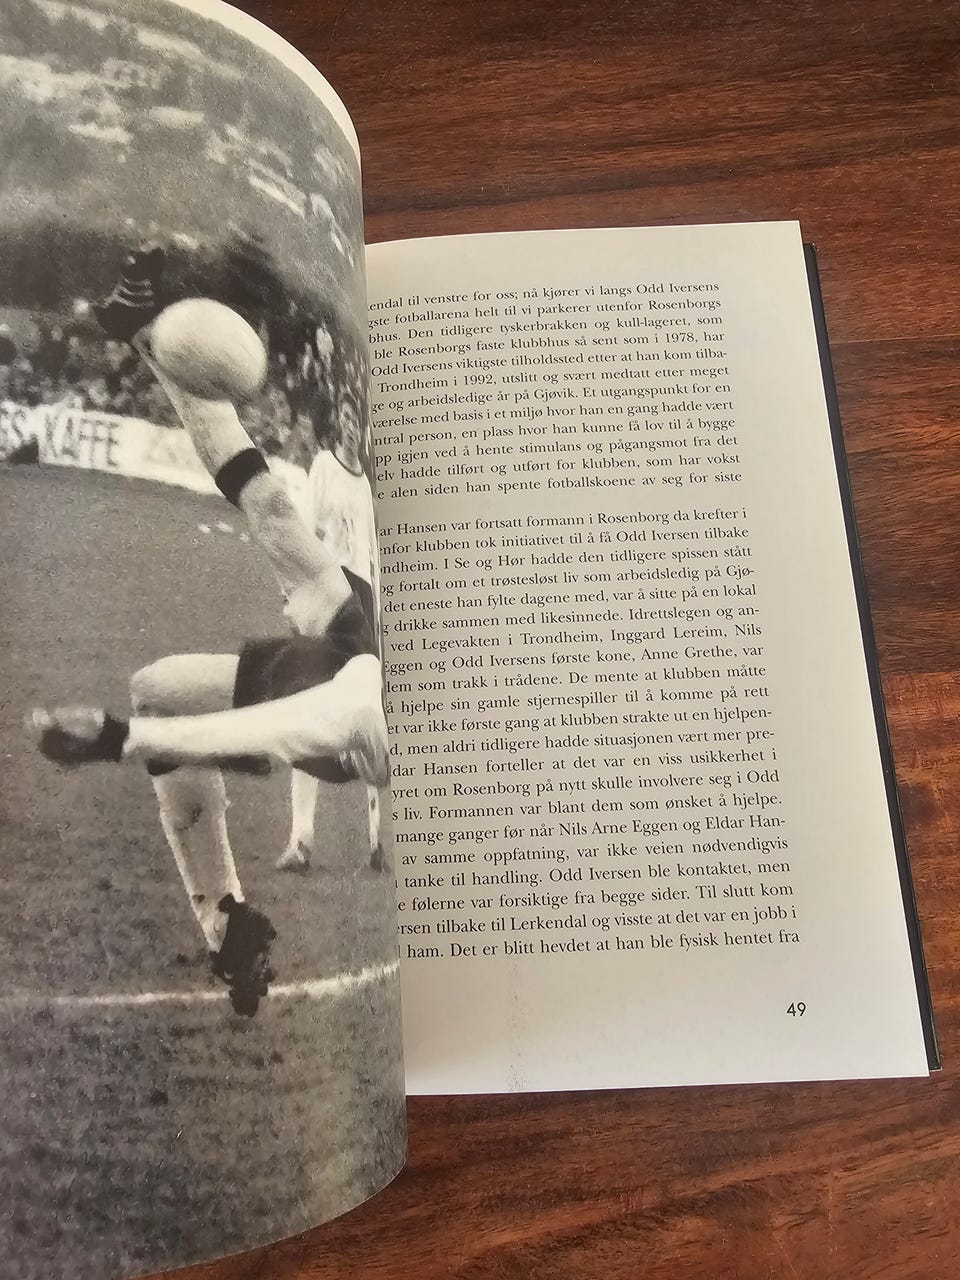 KAFFE
kendal til venstre for oss; nå kjører vi langs Odd Iversens
gste fotballarena helt til vi parkerer utenfor Rosenborgs
bhus. Den tidligere tyskerbrakken og kull-lageret, som
ble Rosenborgs faste klubbhus så sent som i 1978, har
Odd Iversens viktigste tilholdssted etter at han kom tilba-
Trondheim i 1992, utslitt og svært medtatt etter meget
ge og arbeidsledige år på Gjøvik. Et utgangspunkt for en
værelse med basis i et miljø hvor han en gang hadde vært
ntral person, en plass hvor han kunne få lov til å bygge
pp igjen ved å hente stimulans og pågangsmot fra det
elv hadde tilført og utført for klubben, som har vokst
e alen siden han spente fotballskoene av seg for siste
ar Hansen var fortsatt formann i Rosenborg da krefter i
enfor klubben tok initiativet til å få Odd Iversen tilbake
ondheim. I Se og Hør hadde den tidligere spissen stått
og fortalt om et trøstesløst liv som arbeidsledig på Gjø-
det eneste han fylte dagene med, var å sitte på en lokal
g drikke sammen med likesinnede. Idrettslegen og an-
ved Legevakten i Trondheim, Inggard Lereim, Nils
Eggen og Odd Iversens første kone, Anne Grethe, var
dem som trakk i trådene. De mente at klubben måtte
å hjelpe sin gamle stjernespiller til å komme på rett
et var ikke første gang at klubben strakte ut en hjelpen-
d, men aldri tidligere hadde situasjonen vært mer pre-
dar Hansen forteller at det var en viss usikkerhet i
yret om Rosenborg på nytt skulle involvere seg i Odd
s liv. Formannen var blant dem som ønsket å hjelpe.
mange ganger før når Nils Arne Eggen og Eldar Han-
av samme oppfatning, var ikke veien nødvendigvis
tanke til handling. Odd Iversen ble kontaktet, men
e følerne var forsiktige fra begge sider. Til slutt kom
ersen tilbake til Lerkendal og visste at det var en jobb i
l ham. Det er blitt hevdet at han ble fysisk hentet fra
49